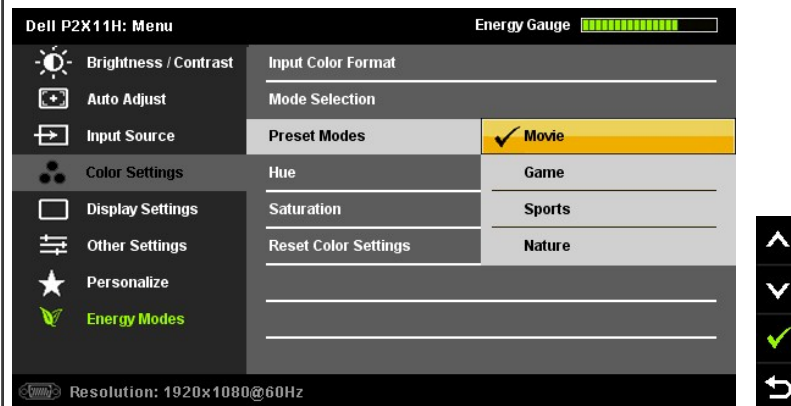 Dell P2X11H: Menu
Energy Gauge
Brightness / Contrast
Auto Adjust
Input Source
Color Settings
Display Settings
Other Settings
Personalize
Energy Modes
Input Color Format
Mode Selection
Preset Modes
Hue
Saturation
Reset Color Settings
Movie
Game
Sports
Nature
Resolution: 1920x1080@60Hz